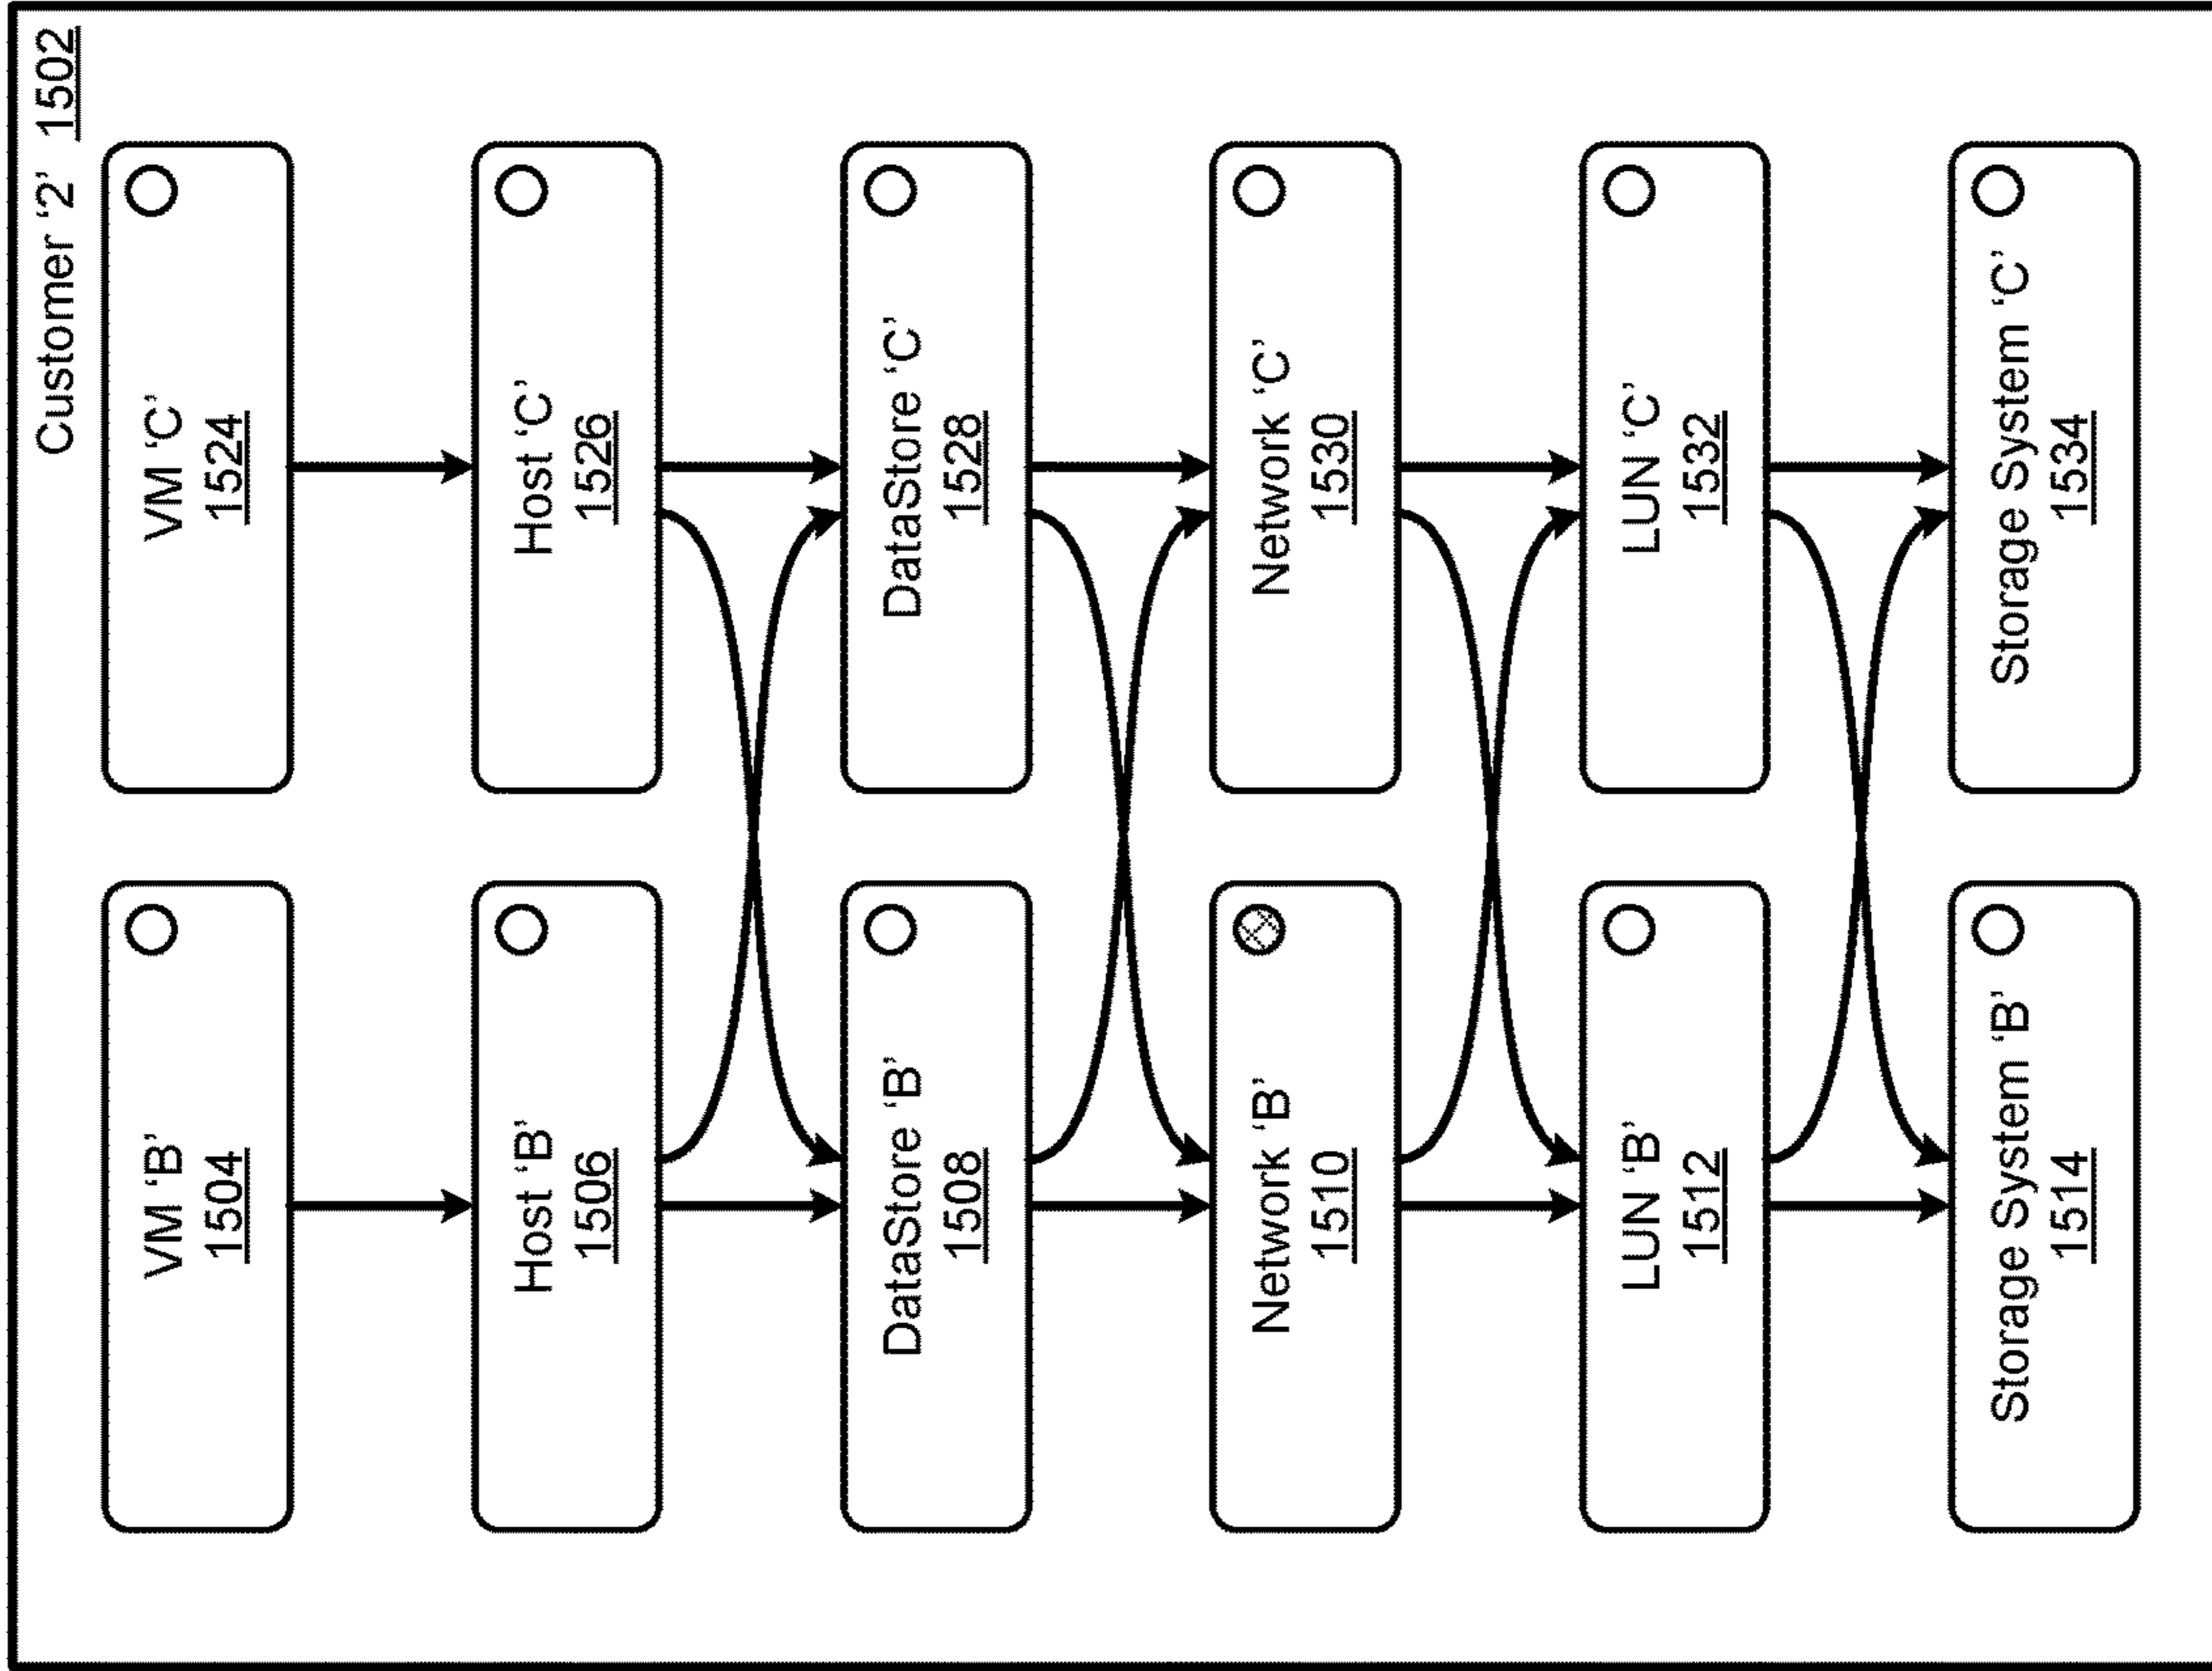 Customer ‘2’ 1502
VM ‘B’
1504
VM ‘C’
1524
Host ‘B’
1506
Host ‘C’
1526
DataStore ‘B’
1508
DataStore ‘C’
1528
Network ‘B’
1510
Network ‘C’
1530
LUN ‘B’
1512
LUN ‘C’
1532
Storage System ‘B’
1514
Storage System ‘C’
1534